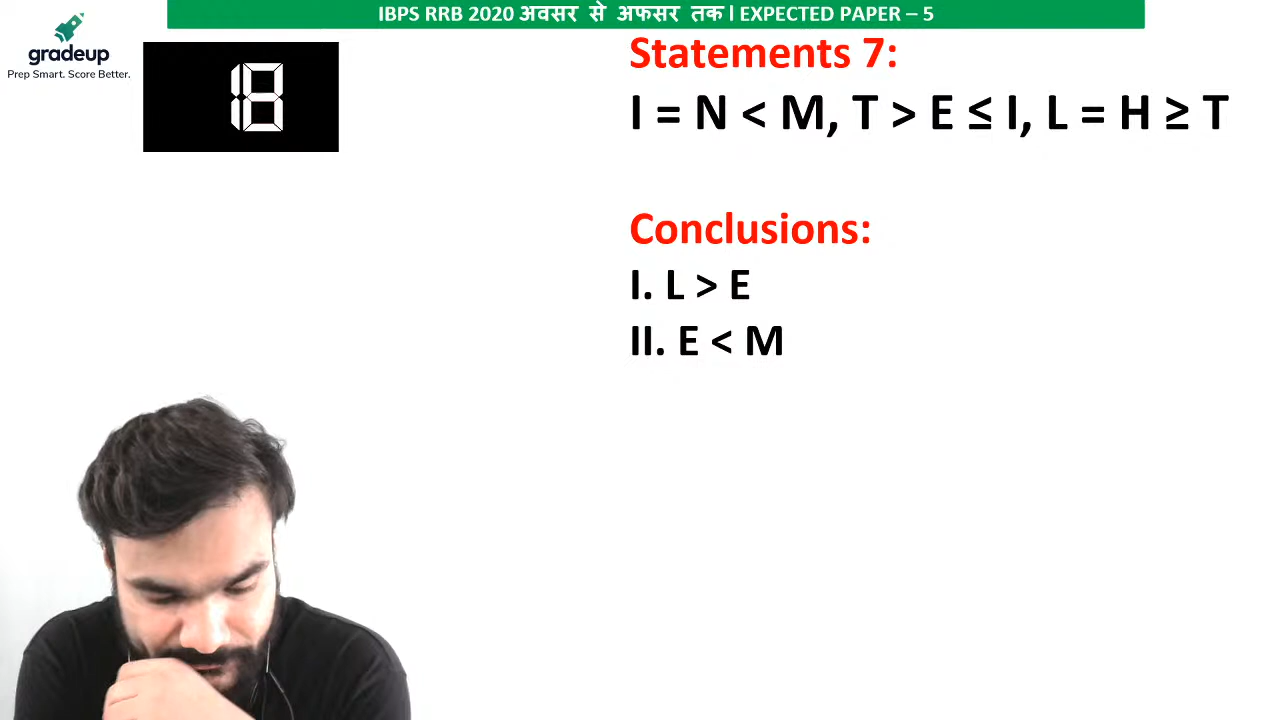 IBPS RRB 2020 अवसर से अफसर तक । EXPECTED PAPER – 5
gradeup
Prep Smart. Score Better.
18
Statements 7:
I = N < M, T > E ≤ I, L = H ≥ T
Conclusions:
I. L > E
II. E < M